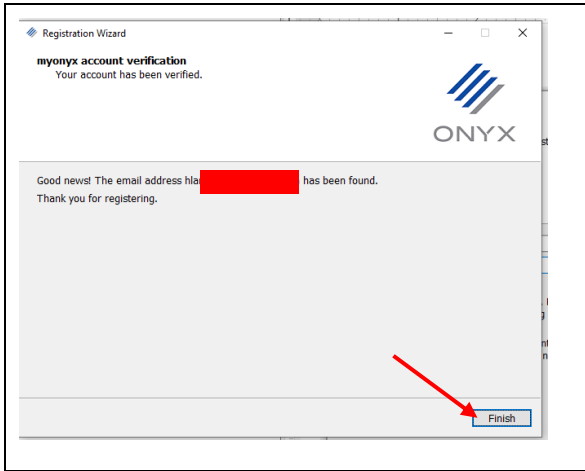 Registration Wizard
myonyx account verification
Your account has been verified.
ONYX
st
Good news! The email address hla has been found.
Thank you for registering.
Finish